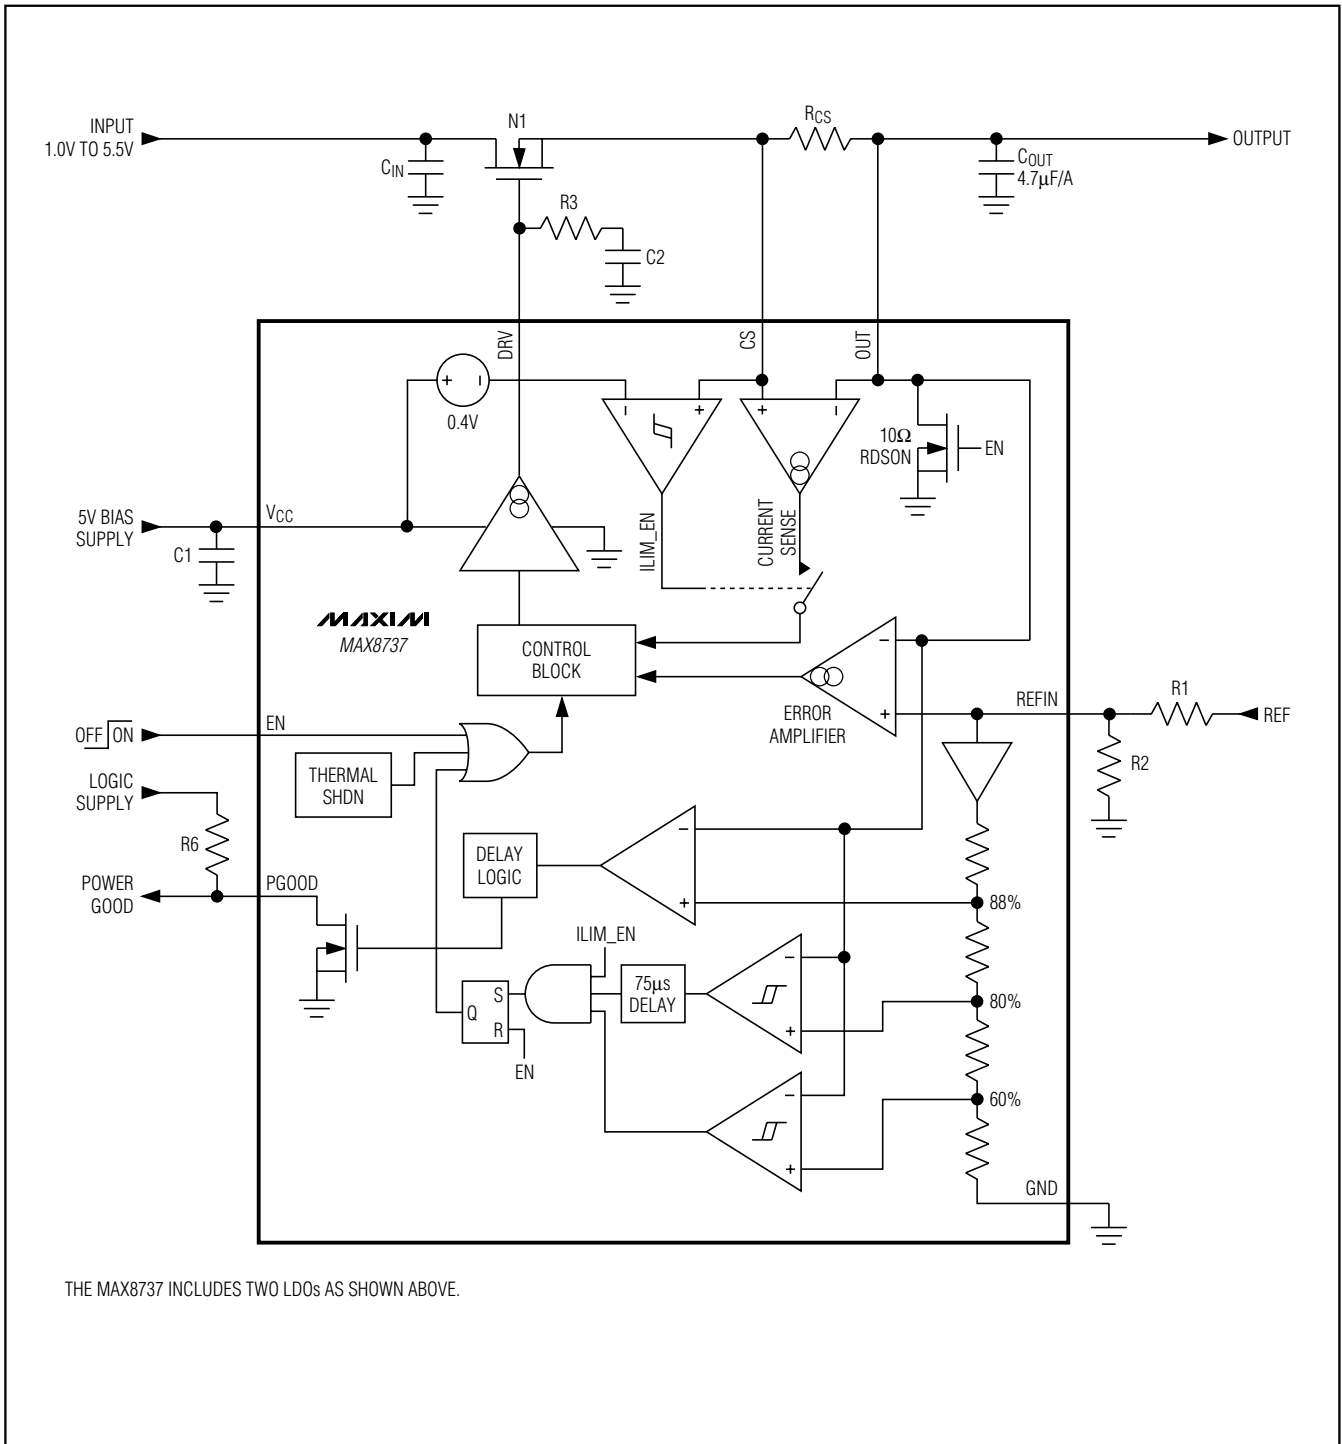 INPUT
1.0V TO 5.5V
N1
RCS
OUTPUT
CIN
COUT
4.7μF/A
R3
C2
DRV
CS
OUT
+ −
0.4V
− +
+ −
10Ω
RDSON
EN
5V BIAS
SUPPLY
VCC
C1
ILIM_EN
CURRENT
SENSE
MAXIM
MAX8737
CONTROL
BLOCK
−
+
ERROR
AMPLIFIER
REFIN
R1
REF
R2
OFF ON
EN
THERMAL
SHDN
LOGIC
SUPPLY
R6
DELAY
LOGIC
−
+
88%
POWER
GOOD
PGOOD
ILIM_EN
75μs
DELAY
−
+
80%
S
Q
R
EN
−
+
60%
GND
THE MAX8737 INCLUDES TWO LDOs AS SHOWN ABOVE.